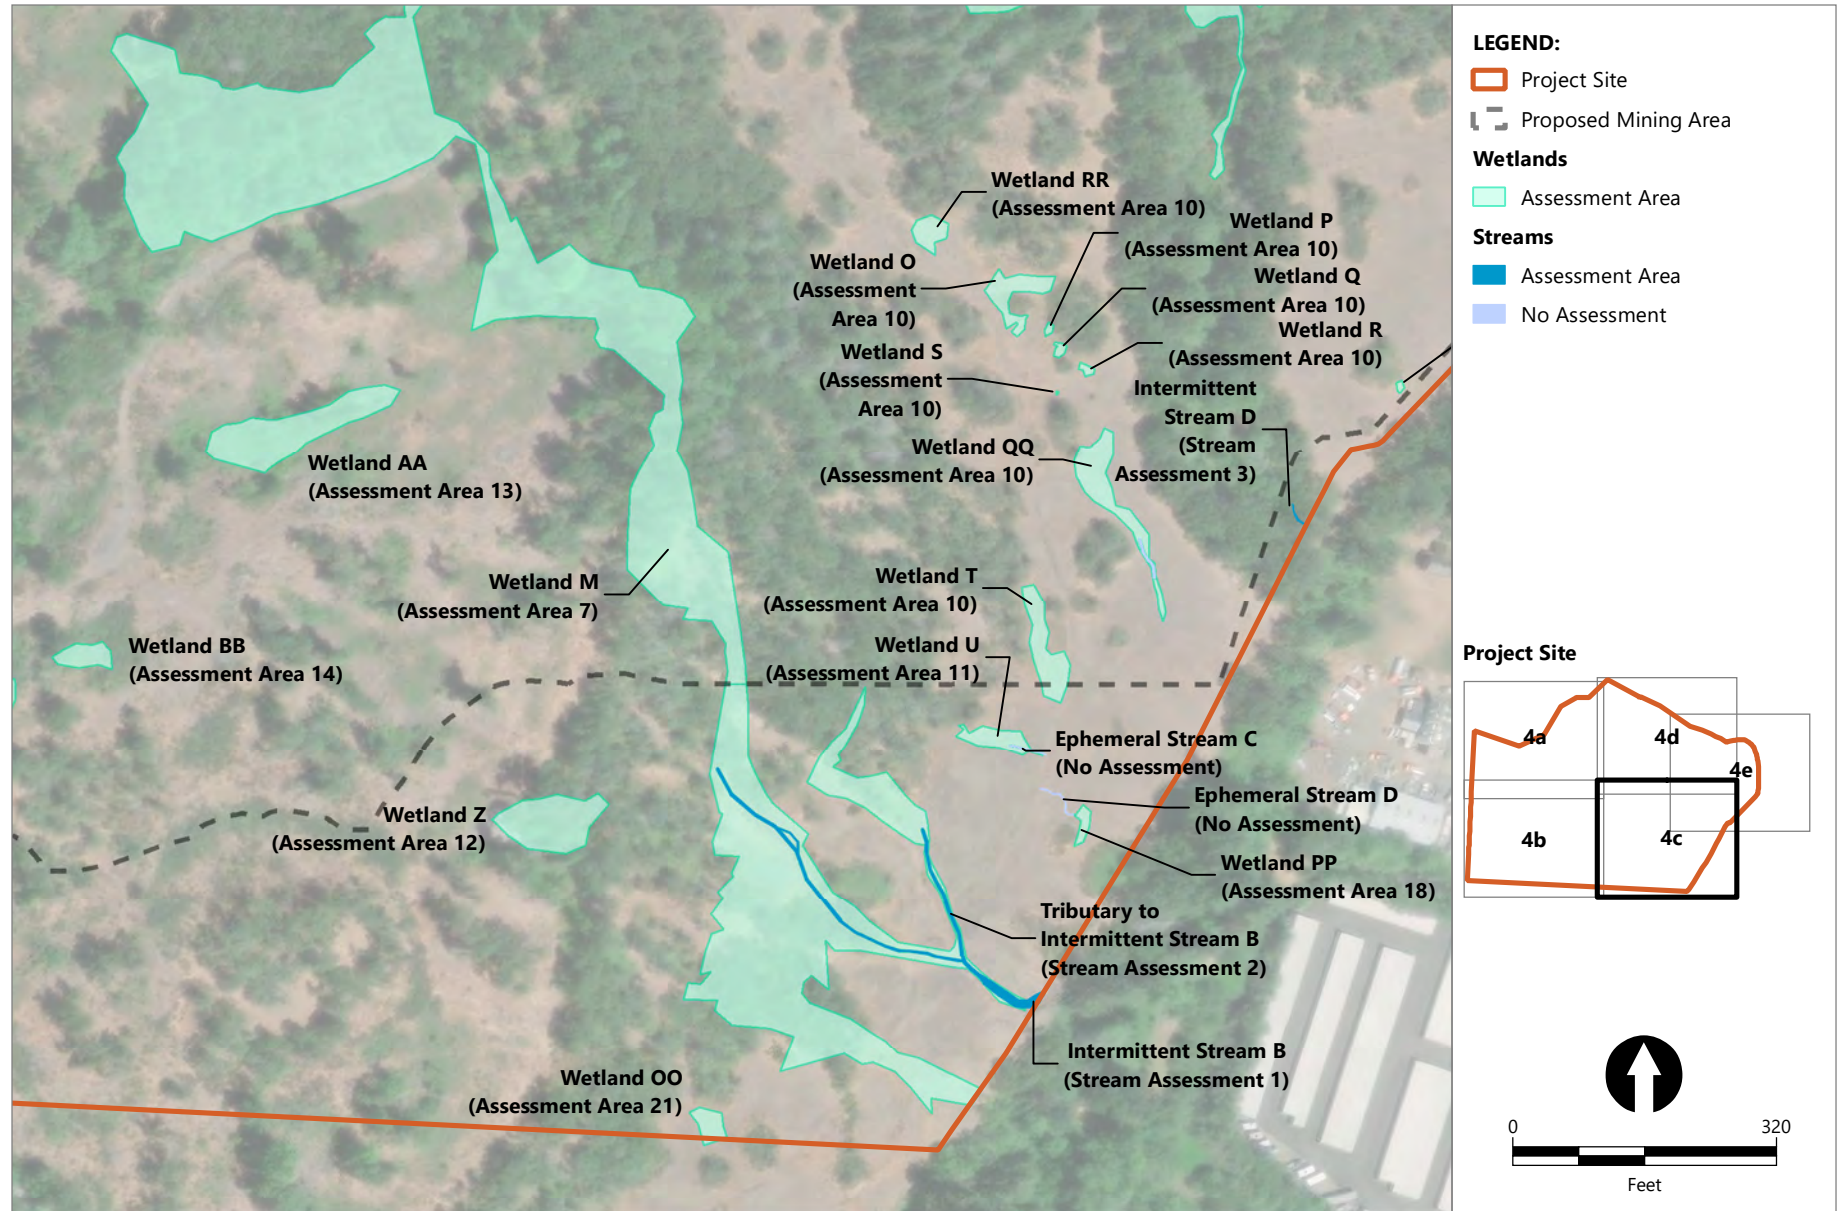 Wetland RR
(Assessment Area 10)
Wetland P
(Assessment Area 10)
Wetland O
(Assessment
Area 10)
Wetland Q
(Assessment Area 10)
Wetland R
(Assessment Area 10)
Wetland S
(Assessment
Area 10)
Intermittent
Stream D
(Stream
Assessment 3)
Wetland QQ
(Assessment Area 10)
Wetland AA
(Assessment Area 13)
Wetland M
(Assessment Area 7)
Wetland T
(Assessment Area 10)
Wetland BB
(Assessment Area 14)
Wetland U
(Assessment Area 11)
Ephemeral Stream C
(No Assessment)
Ephemeral Stream D
(No Assessment)
Wetland Z
(Assessment Area 12)
Wetland PP
(Assessment Area 18)
Tributary to
Intermittent Stream B
(Stream Assessment 2)
Intermittent Stream B
(Stream Assessment 1)
Wetland OO
(Assessment Area 21)
LEGEND:
Project Site
Proposed Mining Area
Wetlands
Assessment Area
Streams
Assessment Area
No Assessment
Project Site
4a
4d
4e
4b
4c
0
320
Feet